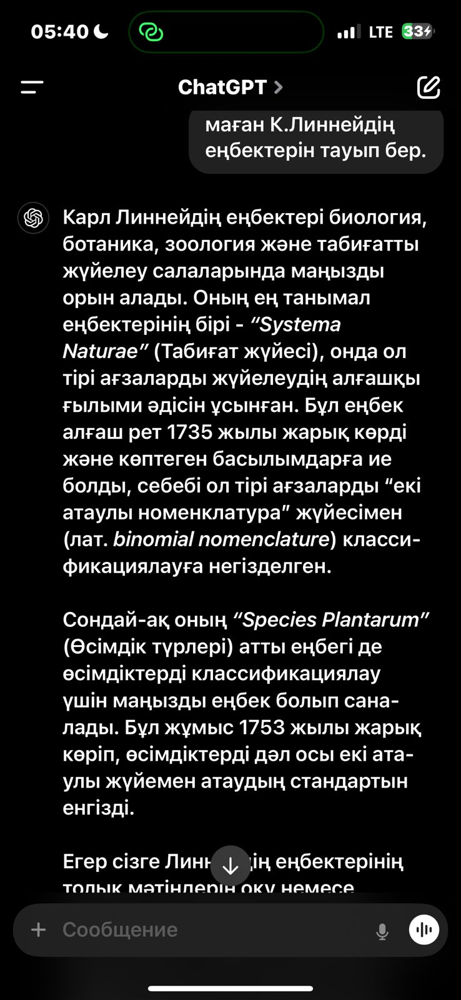 05:40
LTE
33
ChatGPT
маған К.Линнейдің
еңбектерін тауып бер.
Карл Линнейдің еңбектері биология,
ботаника, зоология және табиғатты
жүйелеу салаларында маңызды
орын алады. Оның ең танымал
еңбектерінің бірі - “Systema
Naturae” (Табиғат жүйесі), онда ол
тірі ағзаларды жүйелеудің алғашқы
ғылыми әдісін ұсынған. Бұл еңбек
алғаш рет 1735 жылы жарық көрді
және көптеген басылымдарға ие
болды, себебі ол тірі ағзаларды “екі
атаулы номенклатура” жүйесімен
(лат. binomial nomenclature) класси-
фикациялауға негізделген.
Сондай-ақ оның “Species Plantarum”
(Өсімдік түрлері) атты еңбегі де
өсімдіктерді классификациялау
үшін маңызды еңбек болып сана-
лады. Бұл жұмыс 1753 жылы жарық
көріп, өсімдіктерді дәл осы екі ата-
улы жүйемен атаудың стандартын
енгізді.
Егер сізге еңбектерінің
толық мәтіндерін оқу немесе
Сообщение